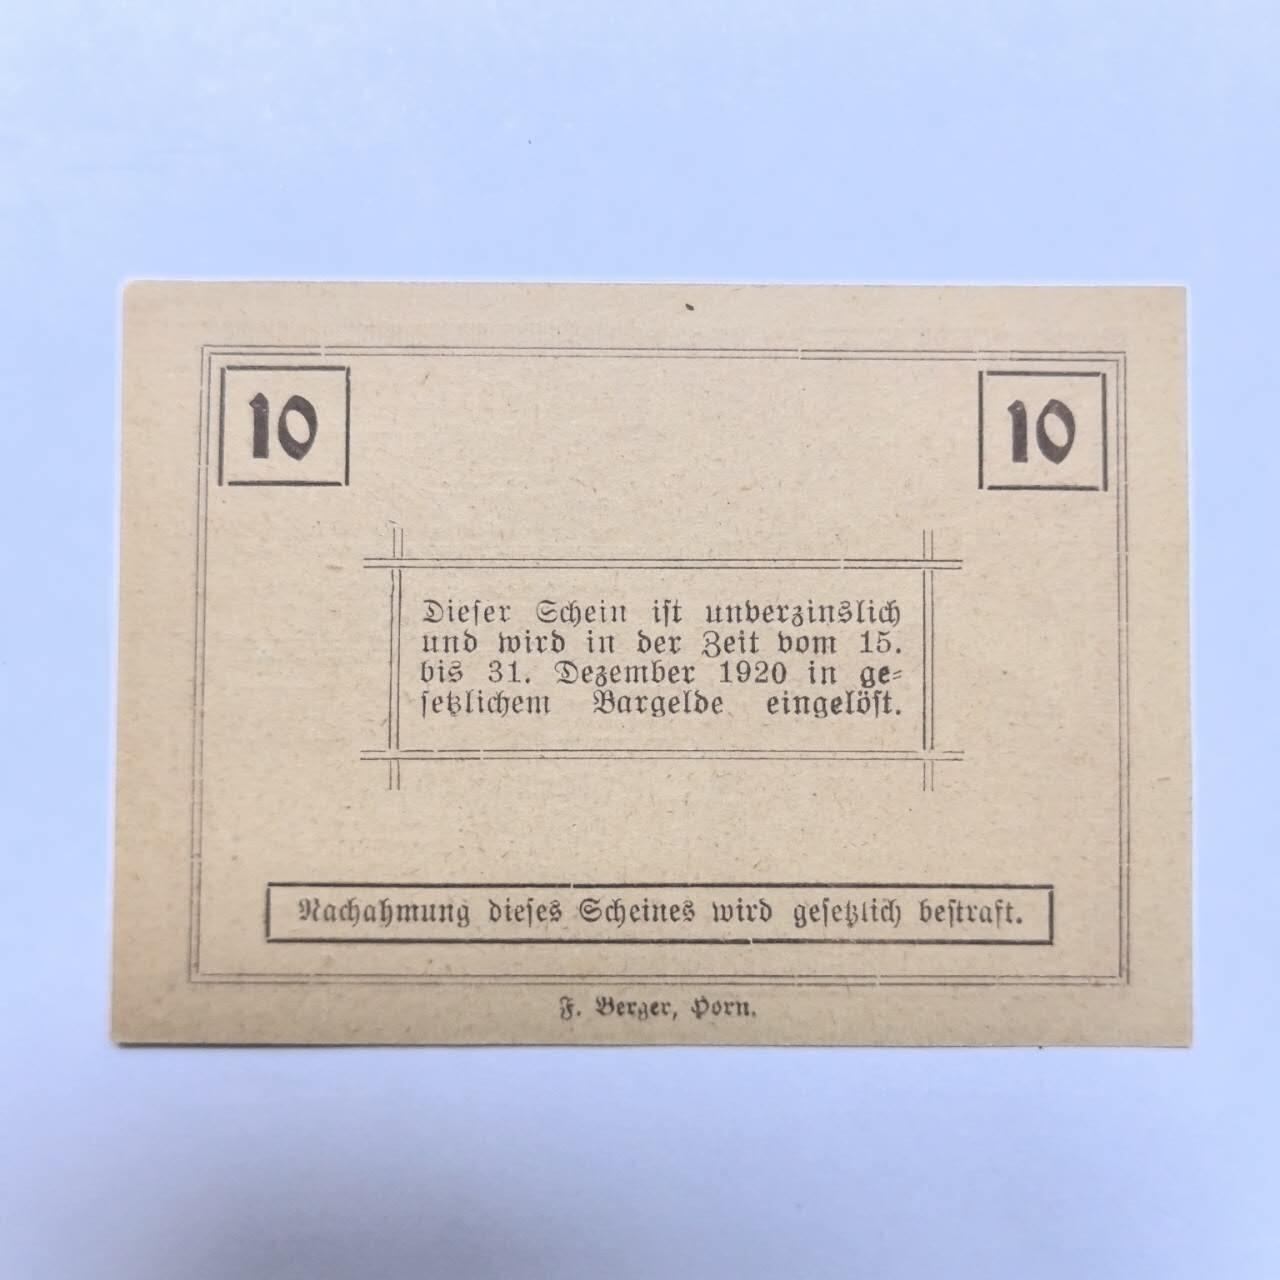 10
10
Dieſer Schein iſt unverzinslich
und wird in der Zeit vom 15.
bis 31. Dezember 1920 in ge⸗
ſetzlichem Bargelde eingelöſt.
Nachahmung dieſes Scheines wird geſetzlich beſtraft.
F. Berger, Horn.